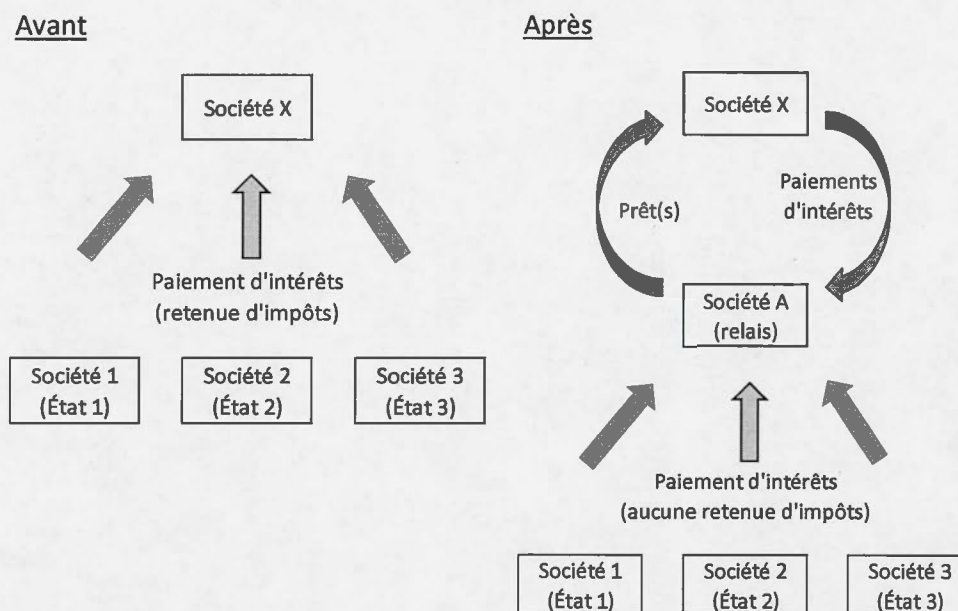 Avant
Société X
Paiement d'intérêts
(retenue d'impôts)
Société 1
(État 1)
Société 2
(État 2)
Société 3
(État 3)
Après
Société X
Prêt(s)
Paiements
d'intérêts
Société A
(relais)
Paiement d'intérêts
(aucune retenue d'impôts)
Société 1
(État 1)
Société 2
(État 2)
Société 3
(État 3)